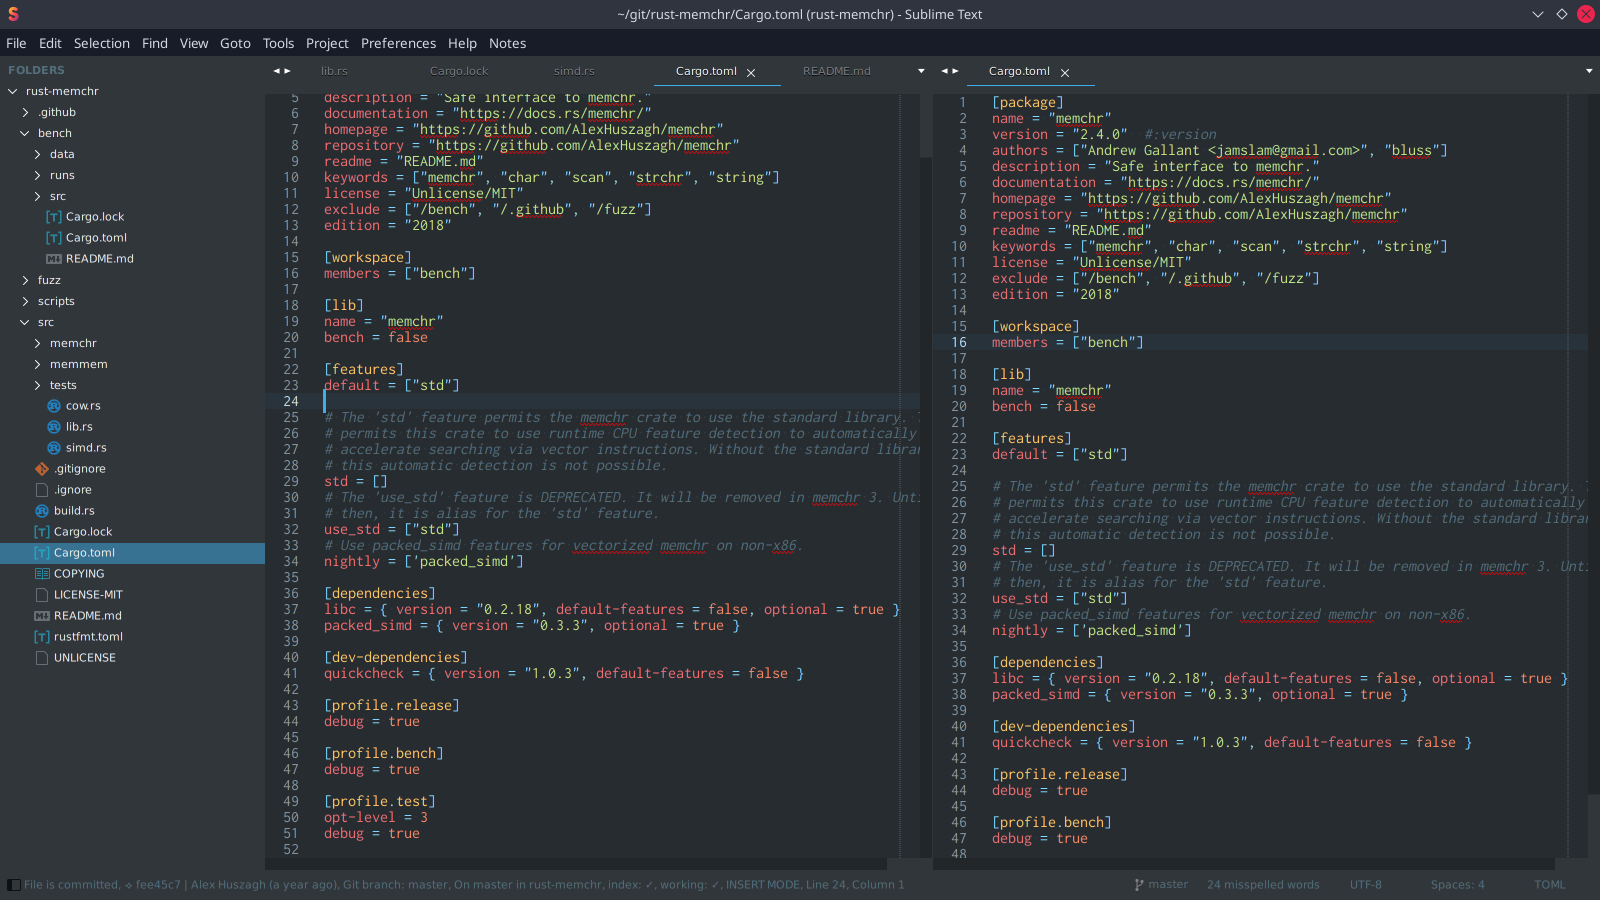 ~/git/rust-memchr/Cargo.toml (rust-memchr) - Sublime Text
File Edit Selection Find View Goto Tools Project Preferences Help Notes
FOLDERS
rust-memchr
.github
bench
data
runs
src
Cargo.lock
Cargo.toml
README.md
fuzz
scripts
src
memchr
memmem
tests
cow.rs
lib.rs
simd.rs
.gitignore
.ignore
build.rs
Cargo.lock
Cargo.toml
COPYING
LICENSE-MIT
README.md
rustfmt.toml
UNLICENSE
lib.rs Cargo.lock simd.rs Cargo.toml README.md
5 description = "Safe interface to memchr."
6 documentation = "https://docs.rs/memchr/"
7 homepage = "https://github.com/AlexHuszagh/memchr"
8 repository = "https://github.com/AlexHuszagh/memchr"
9 readme = "README.md"
10 keywords = ["memchr", "char", "scan", "strchr", "string"]
11 license = "Unlicense/MIT"
12 exclude = ["/bench", "/.github", "/fuzz"]
13 edition = "2018"
14
15 [workspace]
16 members = ["bench"]
17
18 [lib]
19 name = "memchr"
20 bench = false
21
22 [features]
23 default = ["std"]
24
25 # The 'std' feature permits the memchr crate to use the standard library.
26 # permits this crate to use runtime CPU feature detection to automatically
27 # accelerate searching via vector instructions. Without the standard librar
28 # this automatic detection is not possible.
29 std = []
30 # The 'use_std' feature is DEPRECATED. It will be removed in memchr 3. Unti
31 # then, it is alias for the 'std' feature.
32 use_std = ["std"]
33 # Use packed_simd features for vectorized memchr on non-x86.
34 nightly = ['packed_simd']
35
36 [dependencies]
37 libc = { version = "0.2.18", default-features = false, optional = true }
38 packed_simd = { version = "0.3.3", optional = true }
39
40 [dev-dependencies]
41 quickcheck = { version = "1.0.3", default-features = false }
42
43 [profile.release]
44 debug = true
45
46 [profile.bench]
47 debug = true
48
49 [profile.test]
50 opt-level = 3
51 debug = true
52
Cargo.toml
1 [package]
2 name = "memchr"
3 version = "2.4.0" #:version
4 authors = ["Andrew Gallant <jamslam@gmail.com>", "bluss"]
5 description = "Safe interface to memchr."
6 documentation = "https://docs.rs/memchr/"
7 homepage = "https://github.com/AlexHuszagh/memchr"
8 repository = "https://github.com/AlexHuszagh/memchr"
9 readme = "README.md"
10 keywords = ["memchr", "char", "scan", "strchr", "string"]
11 license = "Unlicense/MIT"
12 exclude = ["/bench", "/.github", "/fuzz"]
13 edition = "2018"
14
15 [workspace]
16 members = ["bench"]
17
18 [lib]
19 name = "memchr"
20 bench = false
21
22 [features]
23 default = ["std"]
24
25 # The 'std' feature permits the memchr crate to use the standard library.
26 # permits this crate to use runtime CPU feature detection to automatically
27 # accelerate searching via vector instructions. Without the standard librar
28 # this automatic detection is not possible.
29 std = []
30 # The 'use_std' feature is DEPRECATED. It will be removed in memchr 3. Unti
31 # then, it is alias for the 'std' feature.
32 use_std = ["std"]
33 # Use packed_simd features for vectorized memchr on non-x86.
34 nightly = ['packed_simd']
35
36 [dependencies]
37 libc = { version = "0.2.18", default-features = false, optional = true }
38 packed_simd = { version = "0.3.3", optional = true }
39
40 [dev-dependencies]
41 quickcheck = { version = "1.0.3", default-features = false }
42
43 [profile.release]
44 debug = true
45
46 [profile.bench]
47 debug = true
48
File is committed, fee45c7 | Alex Huszagh (a year ago), Git branch: master, On master in rust-memchr, index: ✓, working: ✓, INSERT MODE, Line 24, Column 1
master 24 misspelled words UTF-8 Spaces: 4 TOML